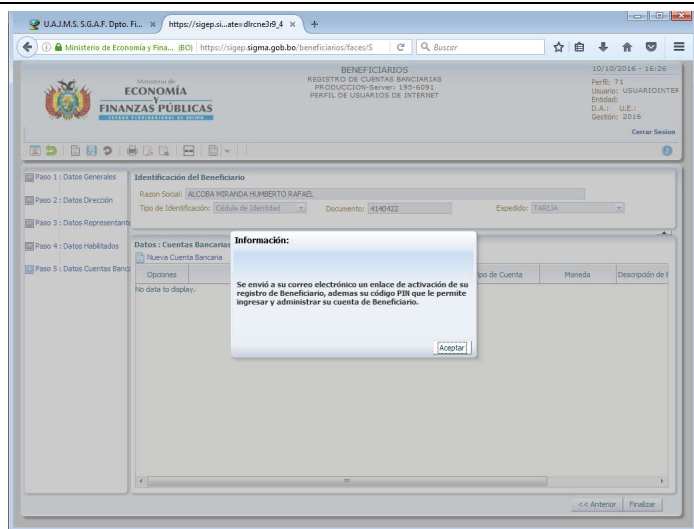 U.A.J.M.S. S.G.A.F. Dpto. Fi...
https://sigep.si...ate=dlrcne3r9_4
Ministerio de Economía y Fina... (BO)
https://sigep.sigma.gob.bo/beneficiarios/faces/S
Buscar
Ministerio de
ECONOMÍA
Y
FINANZAS PÚBLICAS
ESTADO PLURINACIONAL DE BOLIVIA
BENEFICIARIOS
REGISTRO DE CUENTAS BANCIARIAS
PRODUCCION-Server: 195-6091
PERFIL DE USUARIOS DE INTERNET
10/10/2016 - 16:26
Perfil: 71
Usuario: USUARIOINTER
Entidad:
D.A.: U.E.:
Gestión: 2016
Cerrar Sesion
Paso 1 : Datos Generales
Paso 2 : Datos Dirección
Paso 3 : Datos Representante
Paso 4 : Datos Habilitados
Paso 5 : Datos Cuentas Banca
Identificación del Beneficiario
Razon Social: ALCOBA MIRANDA HUMBERTO RAFAEL
Tipo de Identificación: Cédula de Identidad Documento: 4140422 Expedido: TARIJA
Datos : Cuentas Bancarias
Nueva Cuenta Bancaria
Opciones ipo de Cuenta Moneda Descripción de l
No data to display.
Información:
Se envió a su correo electrónico un enlace de activación de su
registro de Beneficiario, ademas su código PIN que le permite
ingresar y administrar su cuenta de Beneficiario.
Aceptar
<< Anterior Finalizar